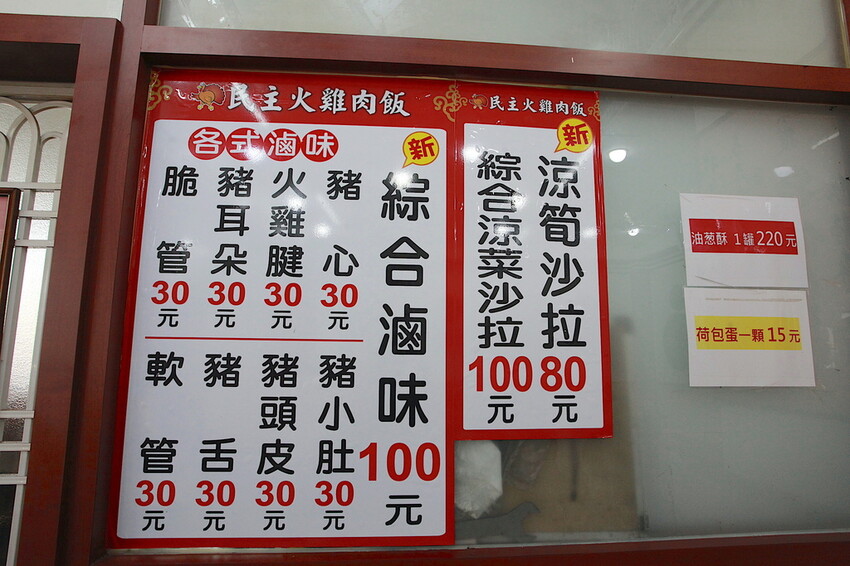 民主火雞肉飯
各式滷味
新
綜合滷味100元
豬心30元
火雞腱30元
豬耳朵30元
脆管30元
豬小肚30元
豬頭皮30元
豬舌30元
軟管30元
民主火雞肉飯
新
涼筍沙拉80元
綜合涼菜沙拉100元
油葱酥1罐220元
荷包蛋一顆15元